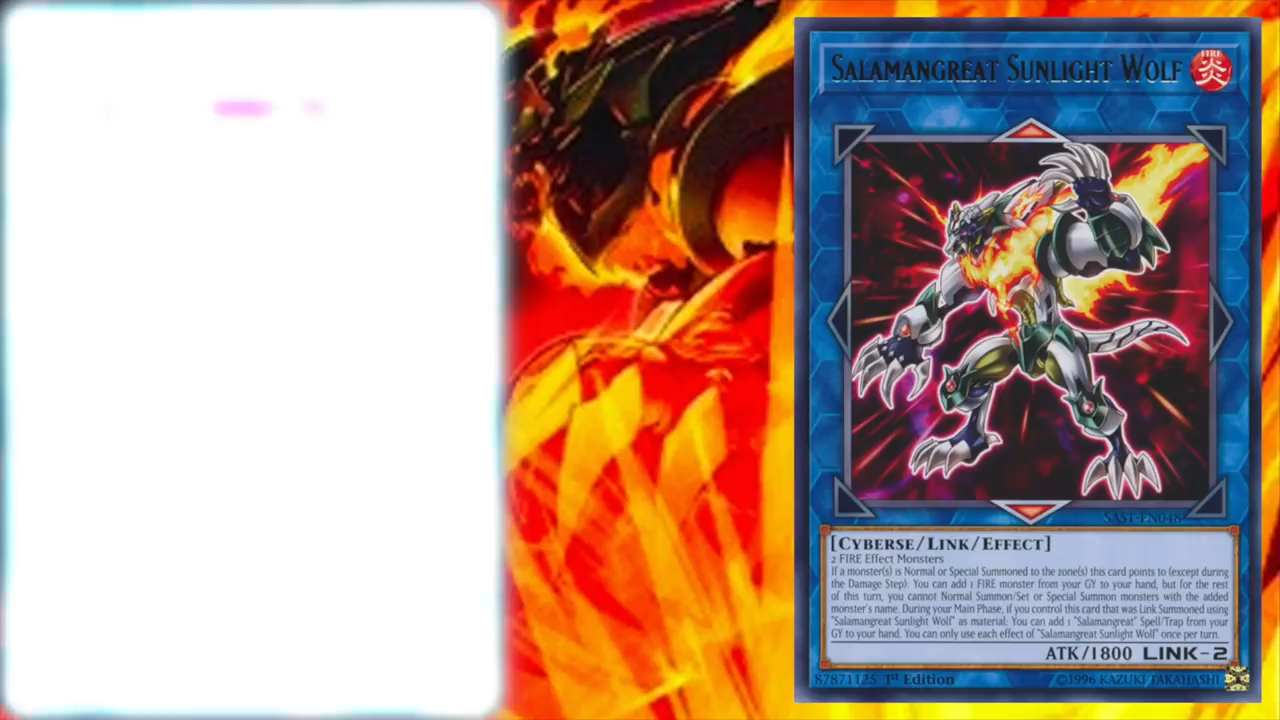 SALAMANGREAT SUNLIGHT WOLF
FIRE
炎
SAST-EN048
[CYBERSE/LINK/EFFECT]
2 FIRE Effect Monsters
If a monster(s) is Normal or Special Summoned to the zone(s) this card points to (except during
the Damage Step): You can add 1 FIRE monster from your GY to your hand, but for the rest
of this turn, you cannot Normal Summon/Set or Special Summon monsters with the added
monster's name. During your Main Phase, if you control this card that was Link Summoned using
"Salamangreat Sunlight Wolf" as material: You can add 1 "Salamangreat" Spell/Trap from your
GY to your hand. You can only use each effect of "Salamangreat Sunlight Wolf" once per turn.
ATK/1800 LINK-2
87871125 1st Edition
©1996 KAZUKI TAKAHASHI